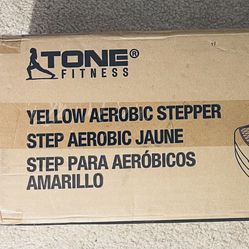 TONE®
FITNESS
YELLOW AEROBIC STEPPER
STEP AEROBIC JAUNE
STEP PARA AERÓBICOS
AMARILLO